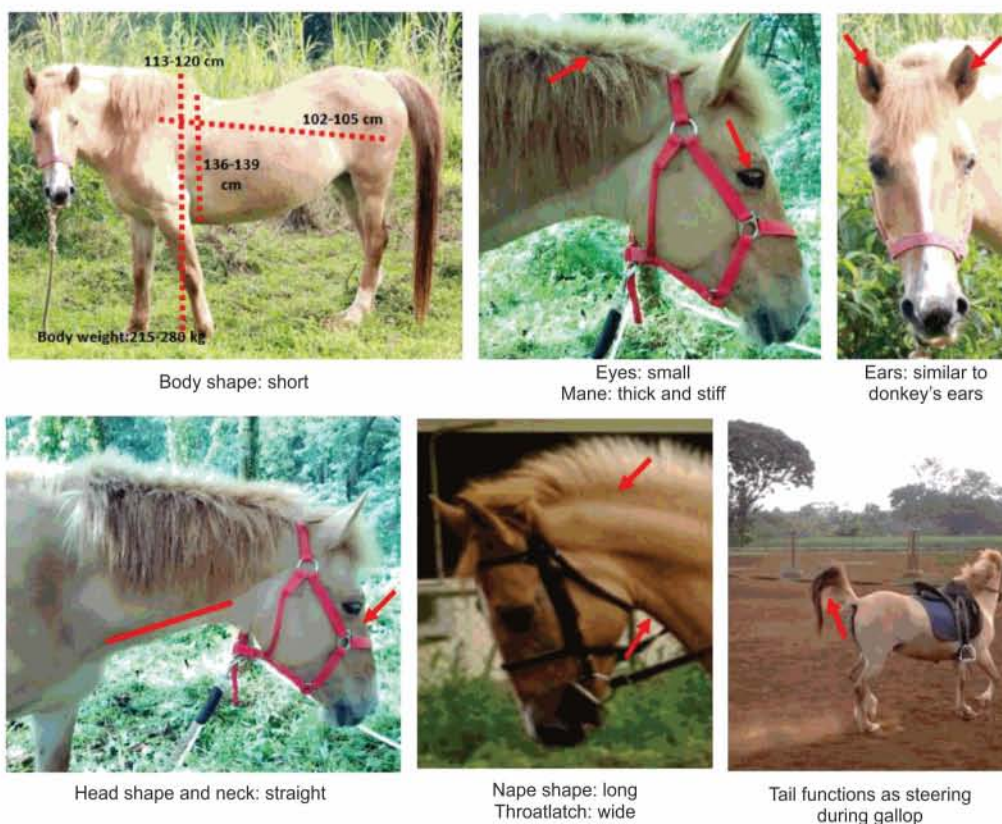 113-120 cm
102-105 cm
136-139
cm
Body weight:215-280 kg
Body shape: short
Eyes: small
Mane: thick and stiff
Ears: similar to
donkey's ears
Head shape and neck: straight
Nape shape: long
Throatlatch: wide
Tail functions as steering
during gallop